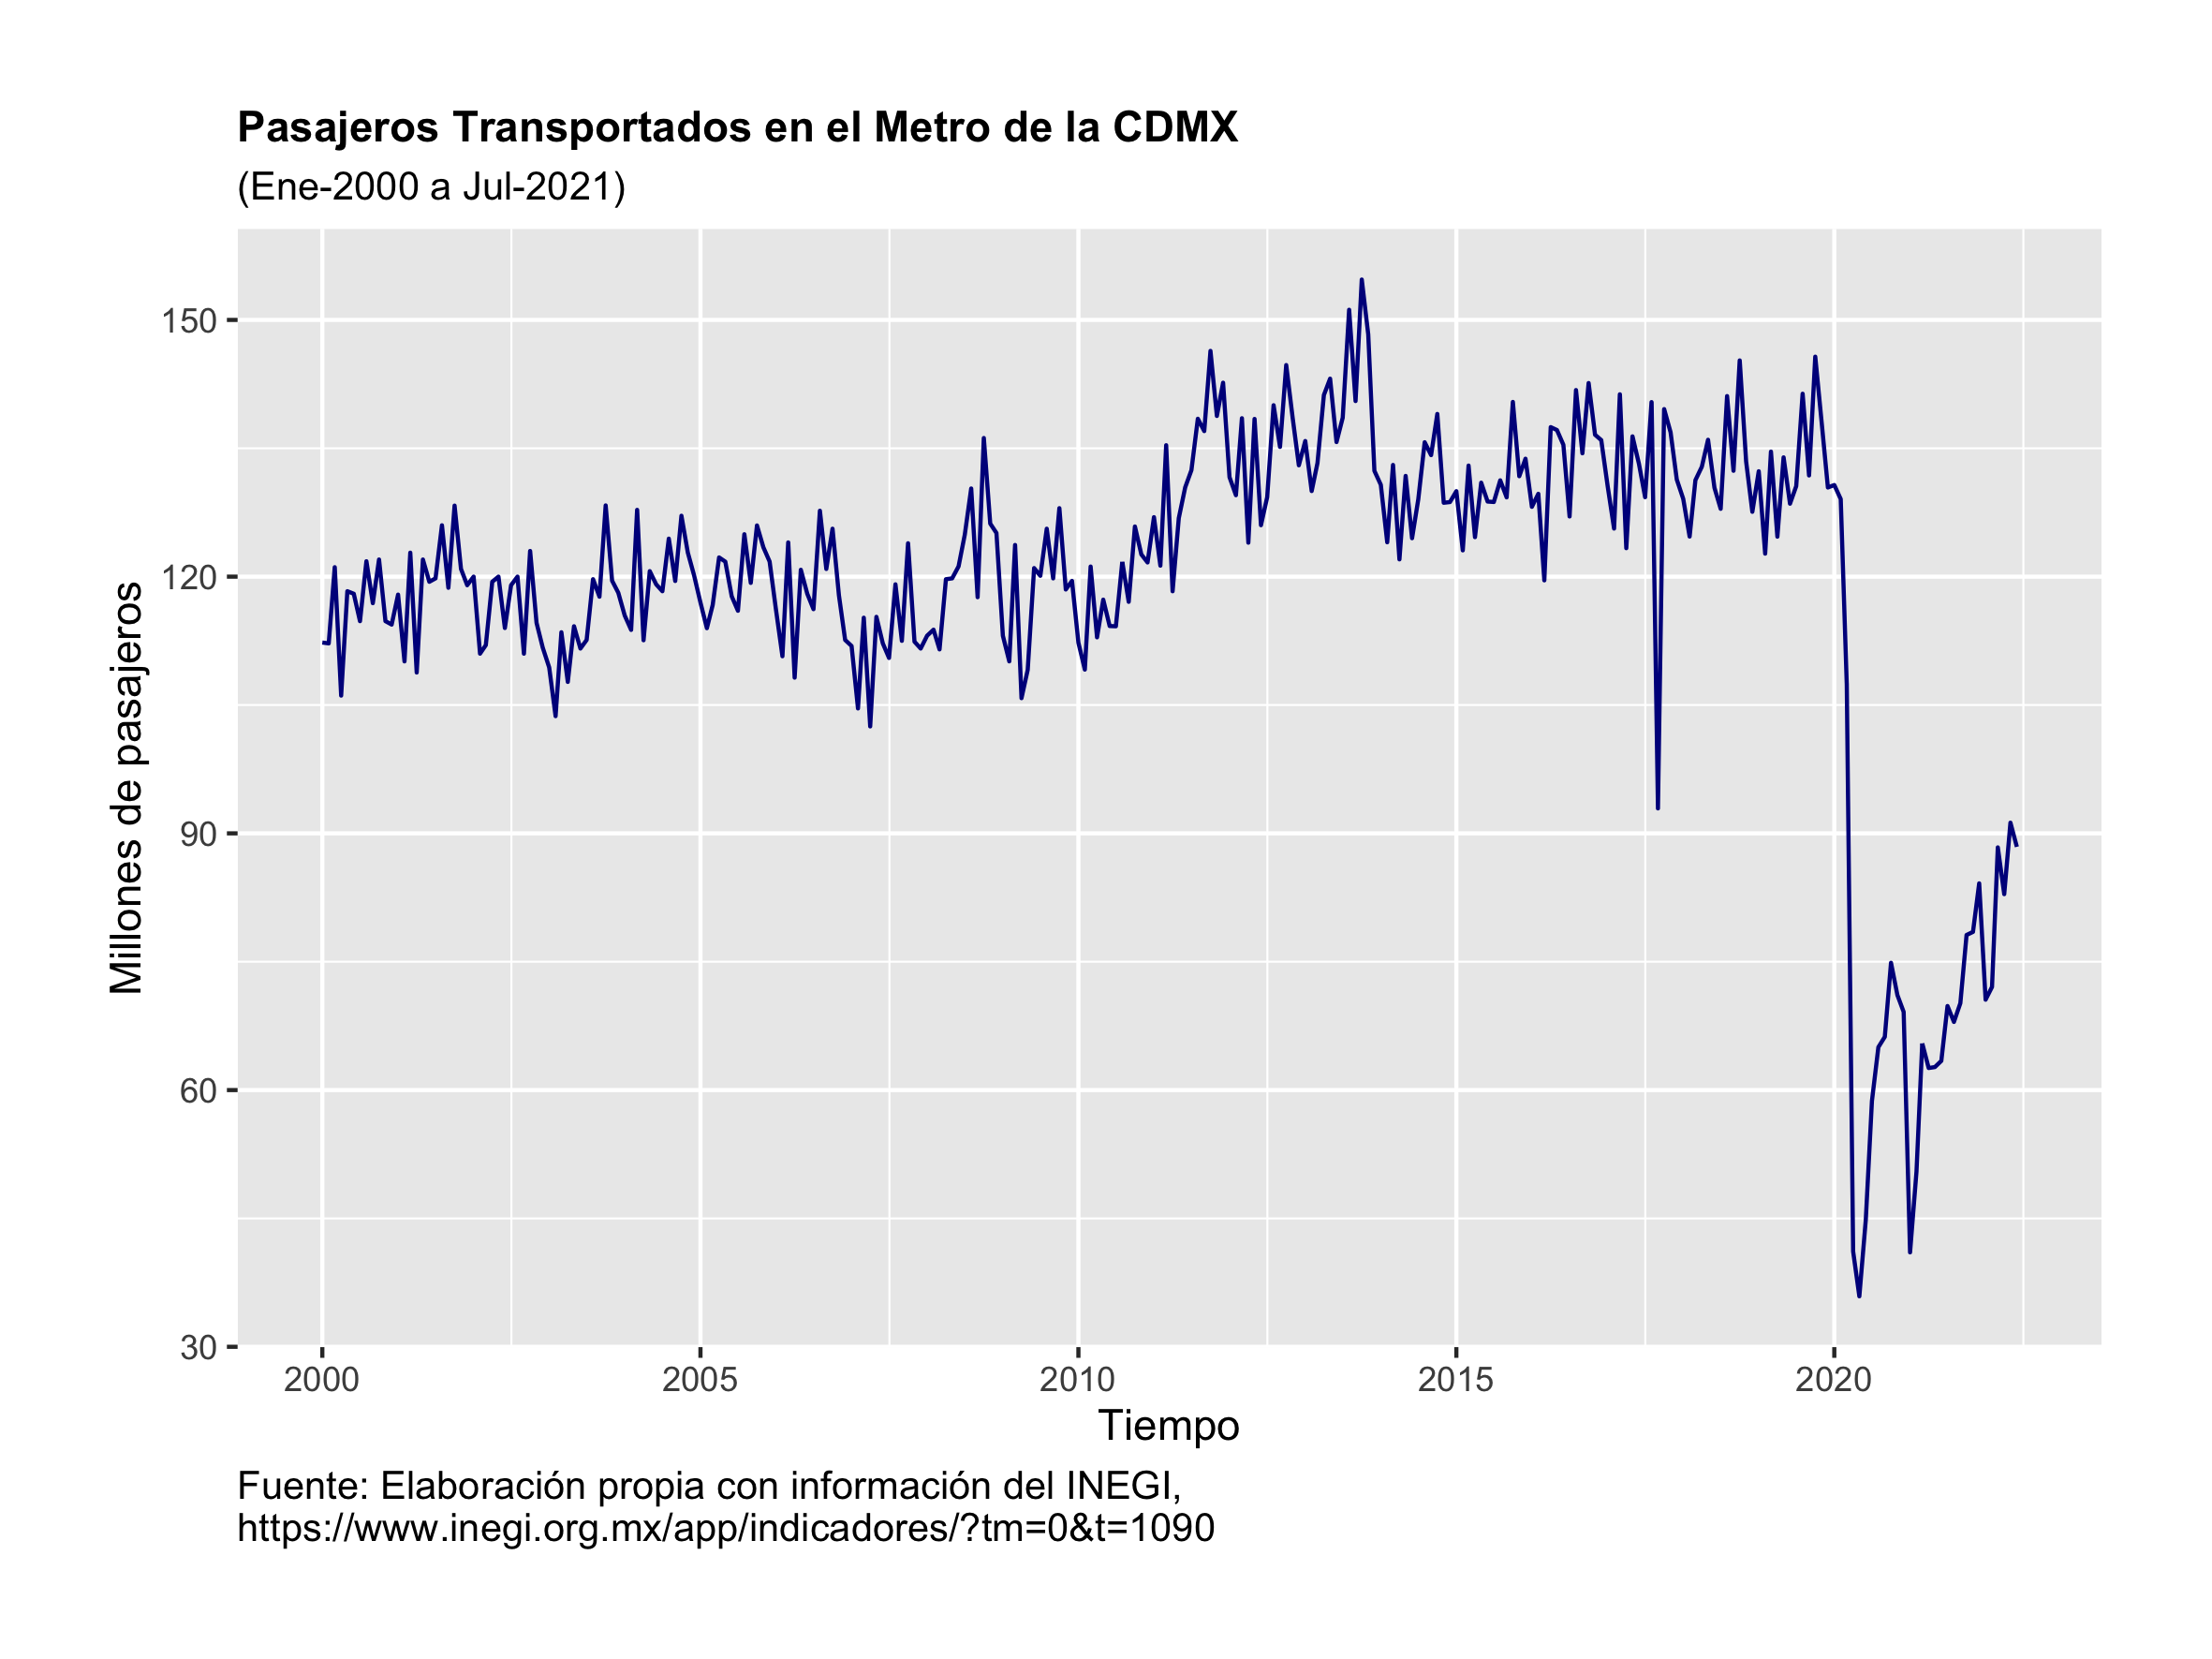 Pasajeros Transportados en el Metro de la CDMX
(Ene-2000 a Jul-2021)
Millones de pasajeros
150
120
90
60
30
2000
2005
2010
2015
2020
Tiempo
Fuente: Elaboración propia con información del INEGI,
https://www.inegi.org.mx/app/indicadores/?tm=0&t=1090